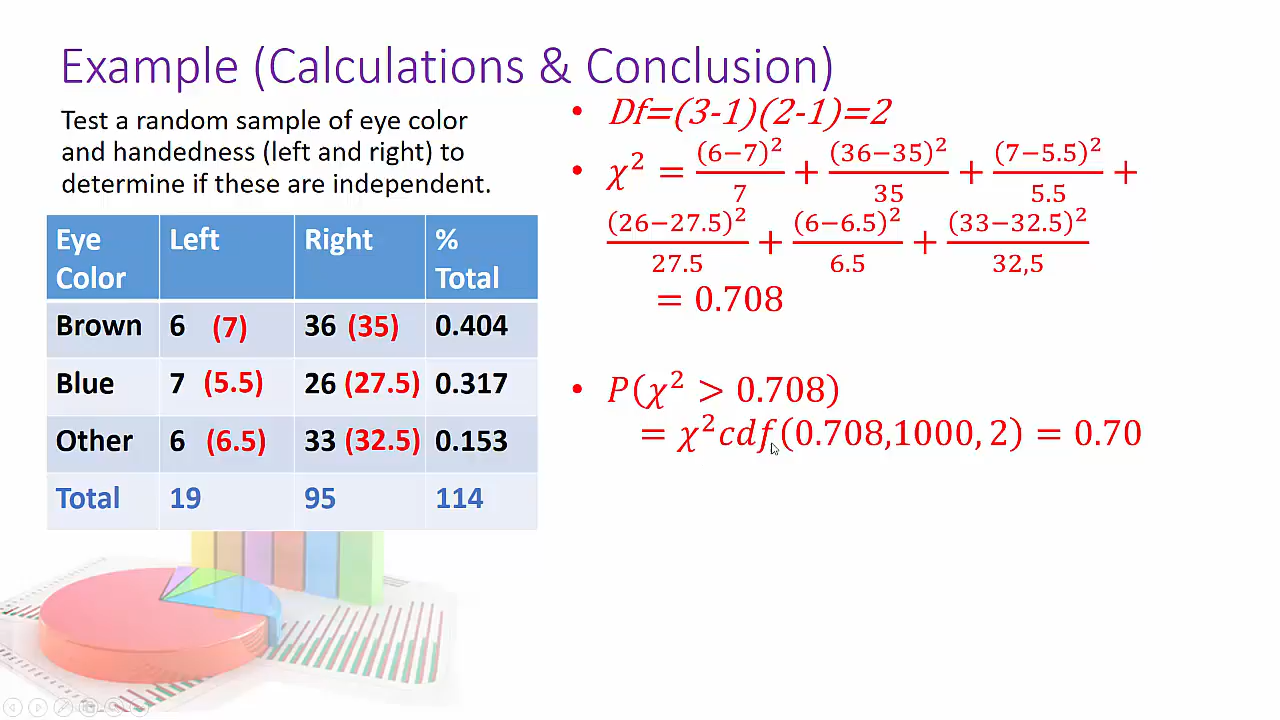 Example (Calculations & Conclusion)
Test a random sample of eye color
and handedness (left and right) to
determine if these are independent.
Eye Color Left Right % Total
Brown 6 (7) 36 (35) 0.404
Blue 7 (5.5) 26 (27.5) 0.317
Other 6 (6.5) 33 (32.5) 0.153
Total 19 95 114
• Df=(3-1)(2-1)=2
• χ² = (6−7)²/7 + (36−35)²/35 + (7−5.5)²/5.5 +
(26−27.5)²/27.5 + (6−6.5)²/6.5 + (33−32.5)²/32,5
= 0.708
• P(χ² > 0.708)
= χ²cdf(0.708,1000, 2) = 0.70